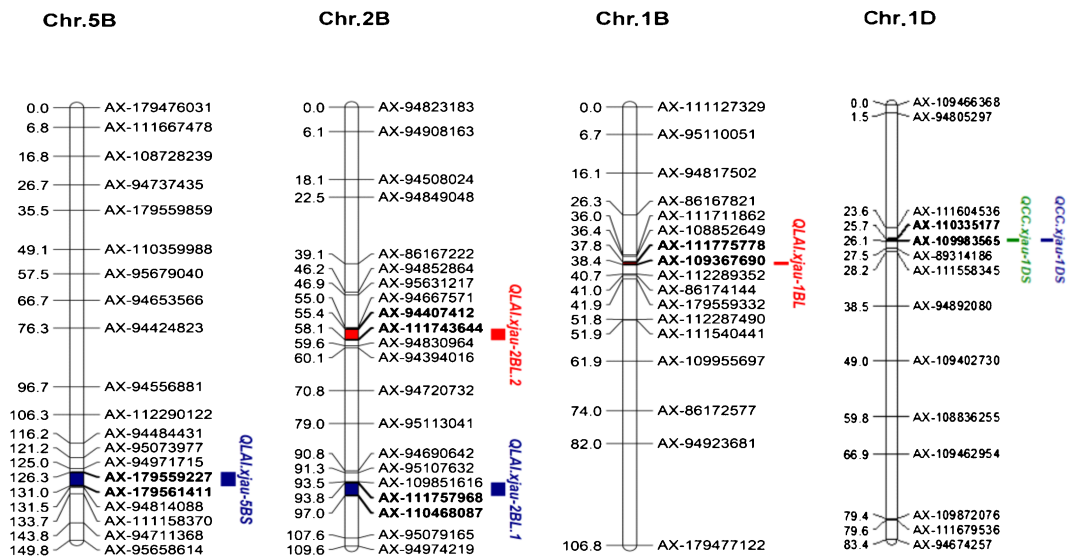 Chr.5B
0.0 AX-179476031
6.8 AX-111667478
16.8 AX-108728239
26.7 AX-94737435
35.5 AX-179559859
49.1 AX-110359988
57.5 AX-95679040
66.7 AX-94653566
76.3 AX-94424823
96.7 AX-94556881
106.3 AX-112290122
116.2 AX-94484431
121.2 AX-95073977
125.0 AX-94971715
126.3 AX-179559227
131.0 AX-179561411
131.5 AX-94814088
133.7 AX-111158370
143.8 AX-94711368
149.8 AX-95658614
QLAI.xjau-5BS
Chr.2B
0.0 AX-94823183
6.1 AX-94908163
18.1 AX-94508024
22.5 AX-94849048
39.1 AX-86167222
46.2 AX-94852864
46.9 AX-95631217
55.0 AX-94667571
55.4 AX-94407412
58.1 AX-111743644
59.6 AX-94830964
60.1 AX-94394016
70.8 AX-94720732
79.0 AX-95113041
90.8 AX-94690642
91.3 AX-95107632
93.5 AX-109851616
93.8 AX-111757968
97.0 AX-110468087
107.6 AX-95079165
109.6 AX-94974219
QLAI.xjau-2BL.2
QLAI.xjau-2BL.1
Chr.1B
0.0 AX-111127329
6.7 AX-95110051
16.1 AX-94817502
26.3 AX-86167821
36.0 AX-111711862
36.4 AX-108852649
37.8 AX-111775778
38.4 AX-109367690
40.7 AX-112289352
41.0 AX-86174144
41.9 AX-179559332
51.8 AX-112287490
51.9 AX-111540441
61.9 AX-109955697
74.0 AX-86172577
82.0 AX-94923681
106.8 AX-179477122
QLAI.xjau-1BL
Chr.1D
0.0 AX-109466368
1.5 AX-94805297
23.6 AX-111604536
25.7 AX-110335177
26.1 AX-109983565
27.5 AX-89314186
28.2 AX-111558345
38.5 AX-94892080
49.0 AX-109402730
59.8 AX-108836255
66.9 AX-109462954
79.4 AX-109872076
79.6 AX-111679536
83.4 AX-94674257
QCC.xjau-1DS
QCC.xjau-1DS